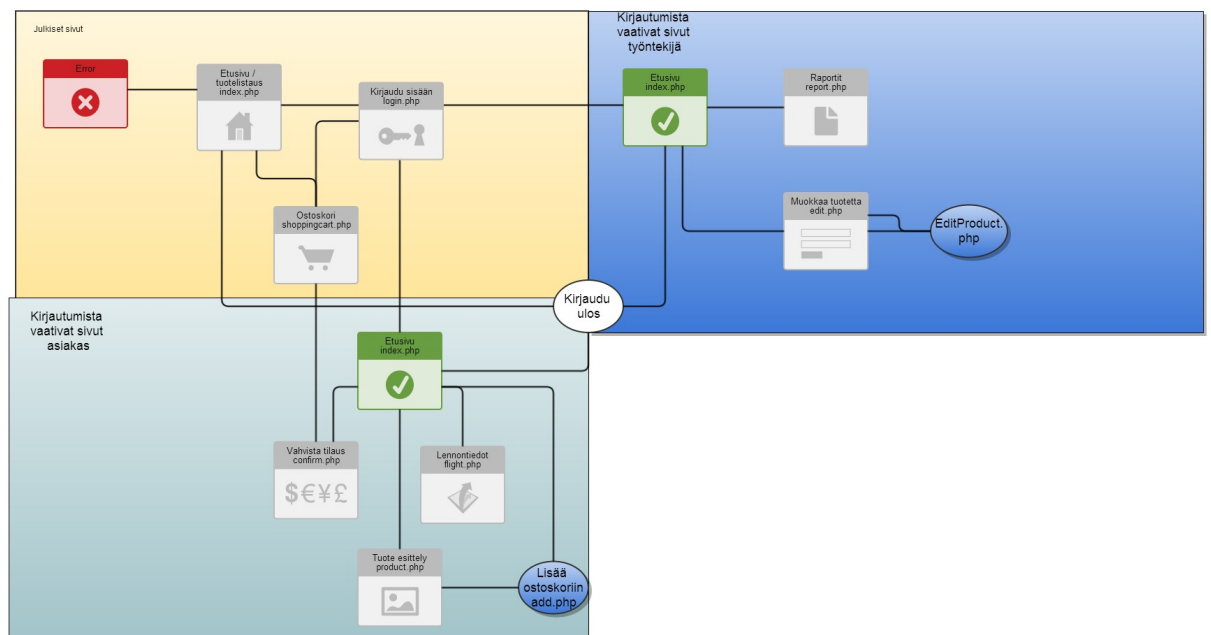 Julkiset sivut
Error
Etusivu /
tuotelistaus
index.php
Kirjaudu sisään
login.php
Ostoskori
shoppingcart.php
Kirjautumista
vaativat sivut
työntekijä
Etusivu
index.php
Raportit
report.php
Muokkaa tuotetta
edit.php
EditProduct.
php
Kirjaudu
ulos
Kirjautumista
vaativat sivut
asiakas
Etusivu
index.php
Vahvista tilaus
confirm.php
$€¥£
Lennontiedot
flight.php
Tuote esittely
product.php
Lisää
ostoskoriin
add.php